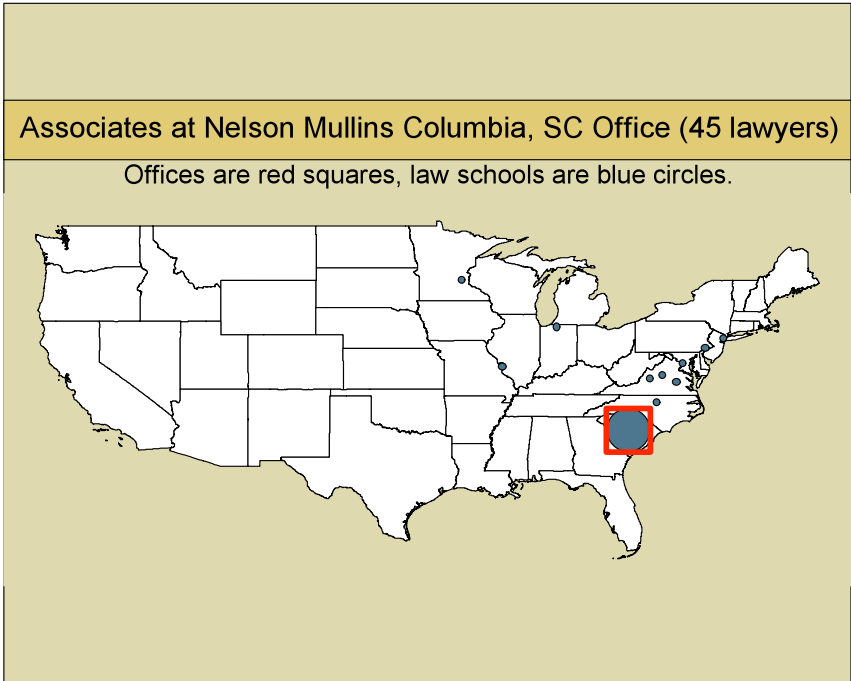 Associates at Nelson Mullins Columbia, SC Office (45 lawyers)
Offices are red squares, law schools are blue circles.